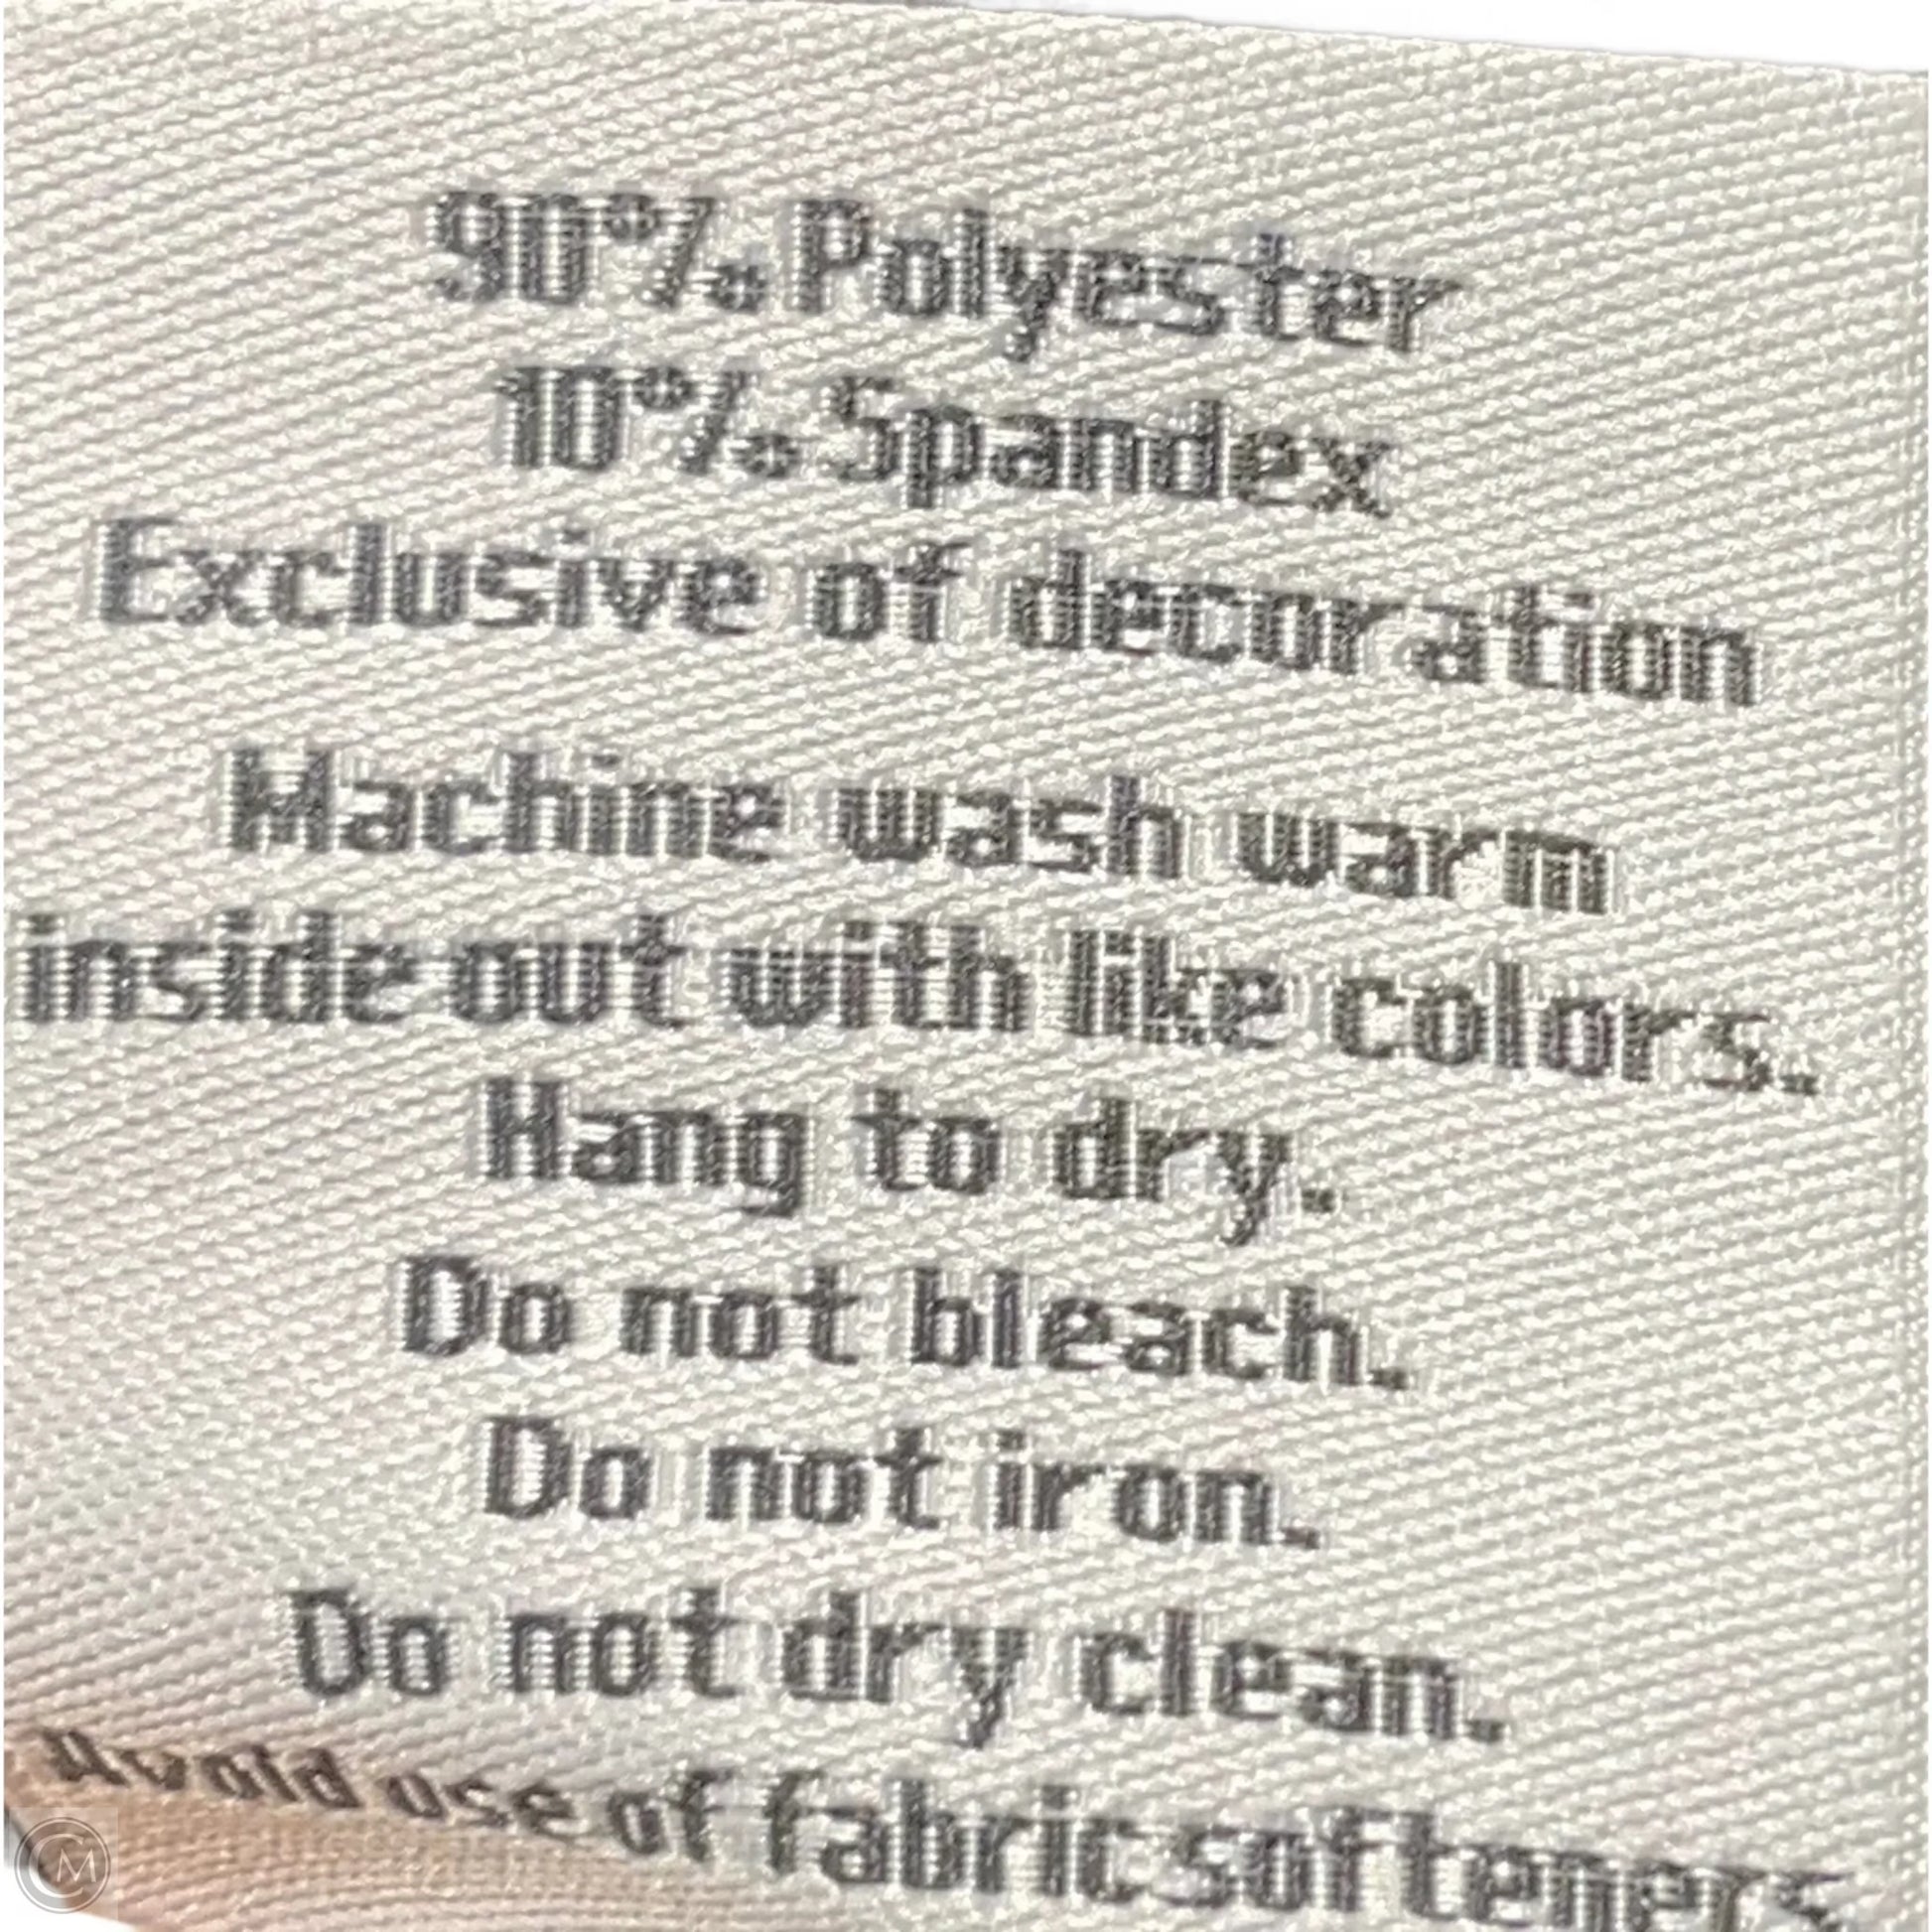 90% Polyester
10% Spandex
Exclusive of decoration
Machine wash warm
inside out with like colors.
Hang to dry.
Do not bleach.
Do not iron.
Do not dry clean.
Avoid use of fabric softeners
CM